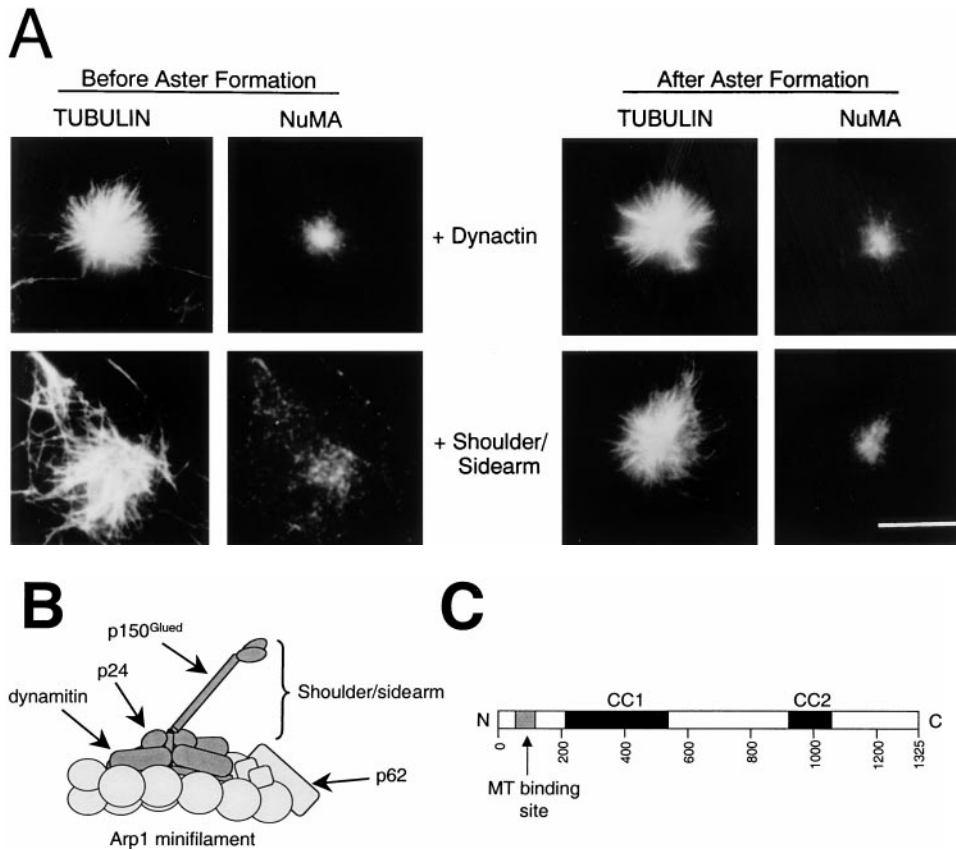 A
Before Aster Formation
After Aster Formation
TUBULIN NuMA
TUBULIN NuMA
+ Dynactin
+ Shoulder/
Sidearm
B
p150Glued
p24
dynamitin
Shoulder/sidearm
p62
Arp1 minifilament
C
CC1 CC2
N C
0 200 400 600 800 1000 1200 1325
MT binding
site